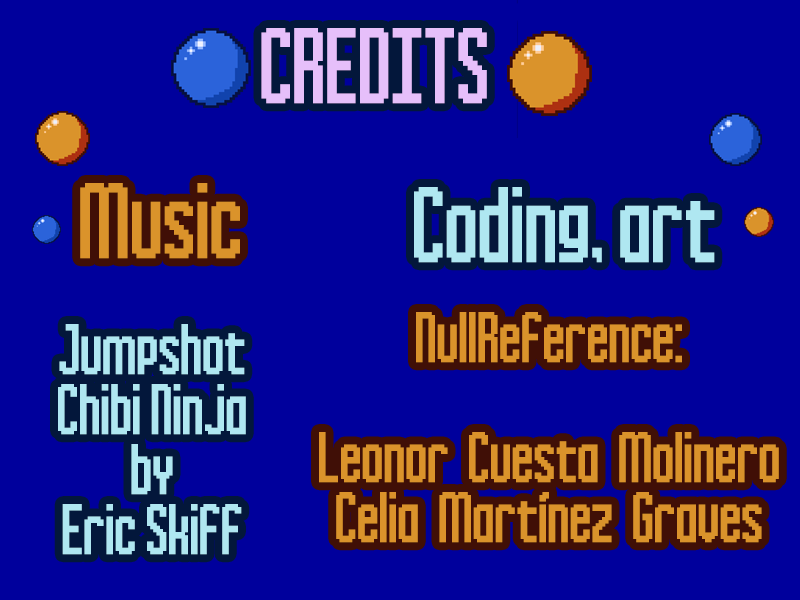 CREDITS
Music
Jumpshot
Chibi Ninja
by
Eric Skiff
Coding, art
NullReference:
Leonor Cuesta Molinero
Celia Martínez Graves